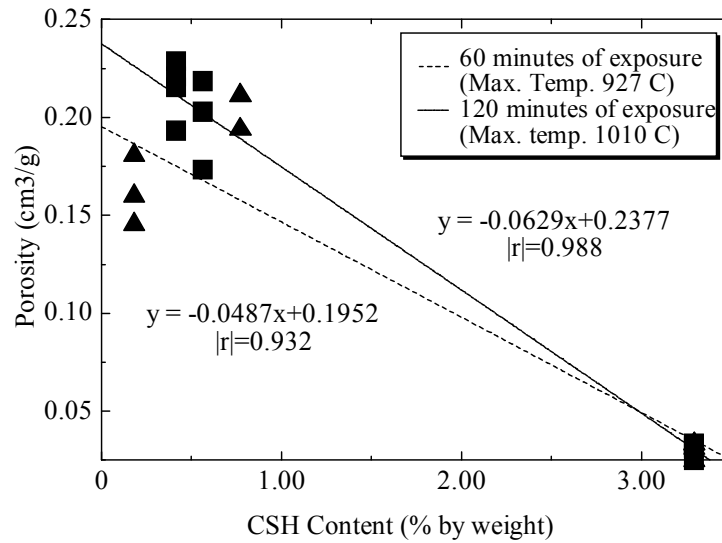 0.25
0.20
0.15
0.10
0.05
Porosity (cm3/g)
60 minutes of exposure
(Max. Temp. 927 C)
120 minutes of exposure
(Max. temp. 1010 C)
y = -0.0629x+0.2377
|r|=0.988
y = -0.0487x+0.1952
|r|=0.932
0 1.00 2.00 3.00
CSH Content (% by weight)